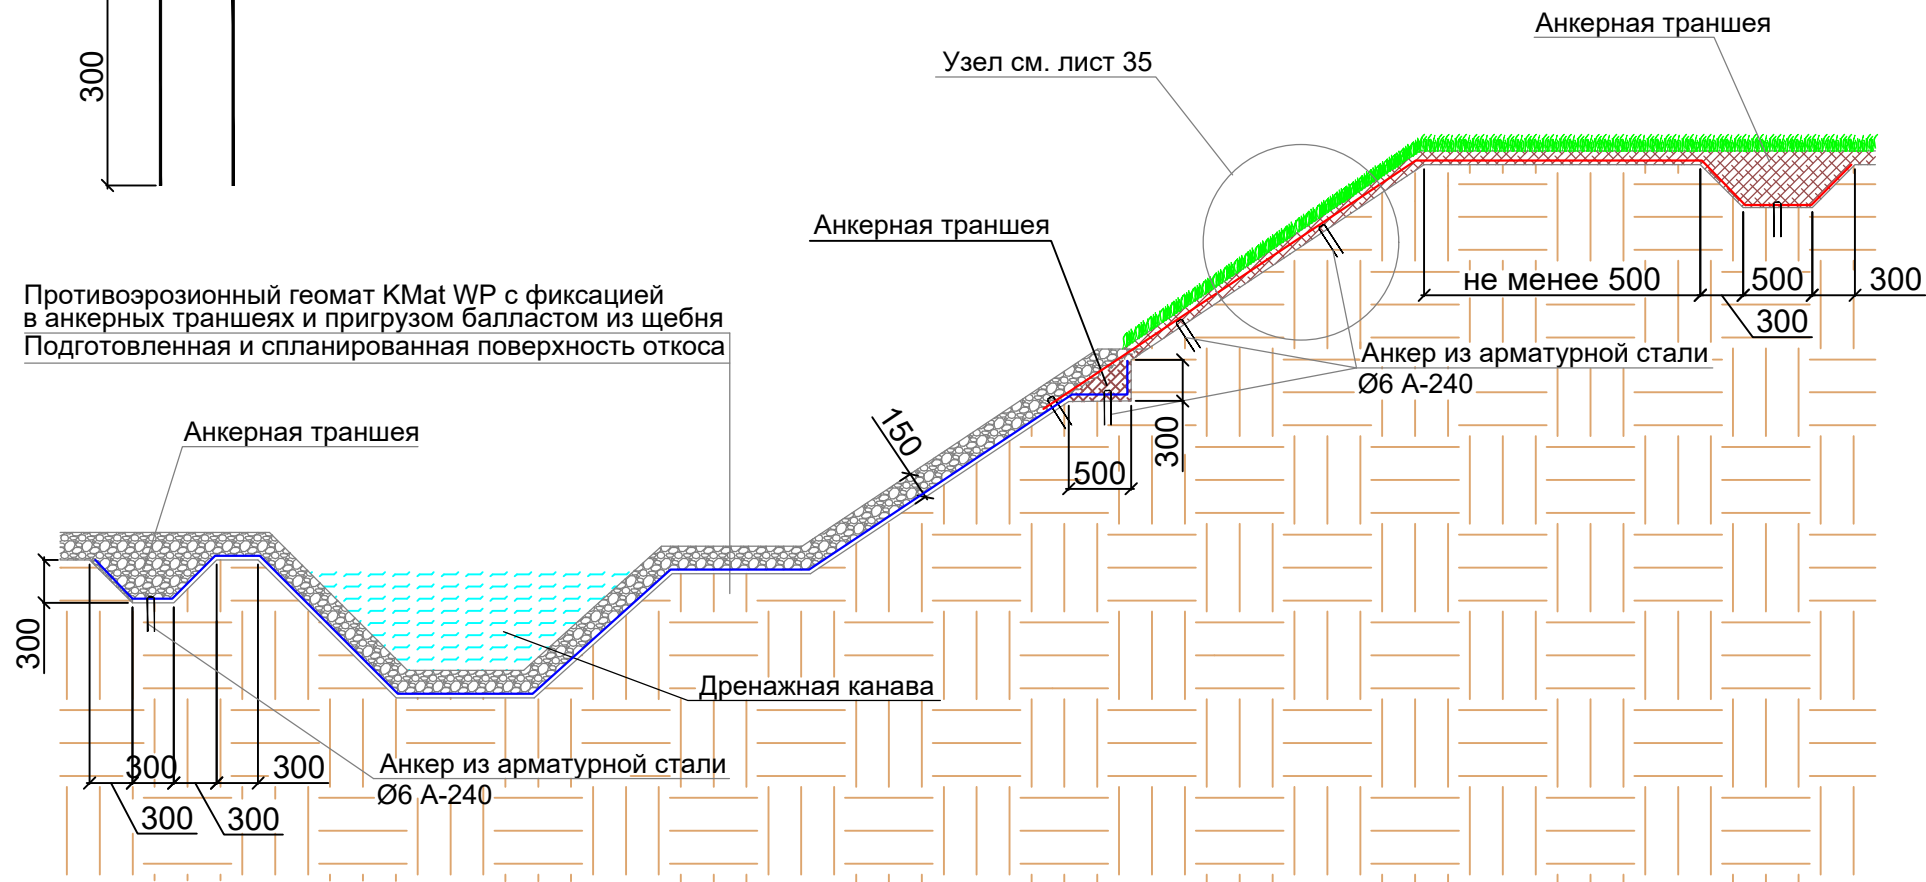 300
Анкерная траншея
Узел см. лист 35
Анкерная траншея
Противоэрозионный геомат KMat WP с фиксацией
в анкерных траншеях и пригрузом балластом из щебня
Подготовленная и спланированная поверхность откоса
не менее 500
500
300
300
Анкер из арматурной стали
Ø6 А-240
150
300
500
Анкерная траншея
300
Дренажная канава
300
300
Анкер из арматурной стали
Ø6 А-240
300
300